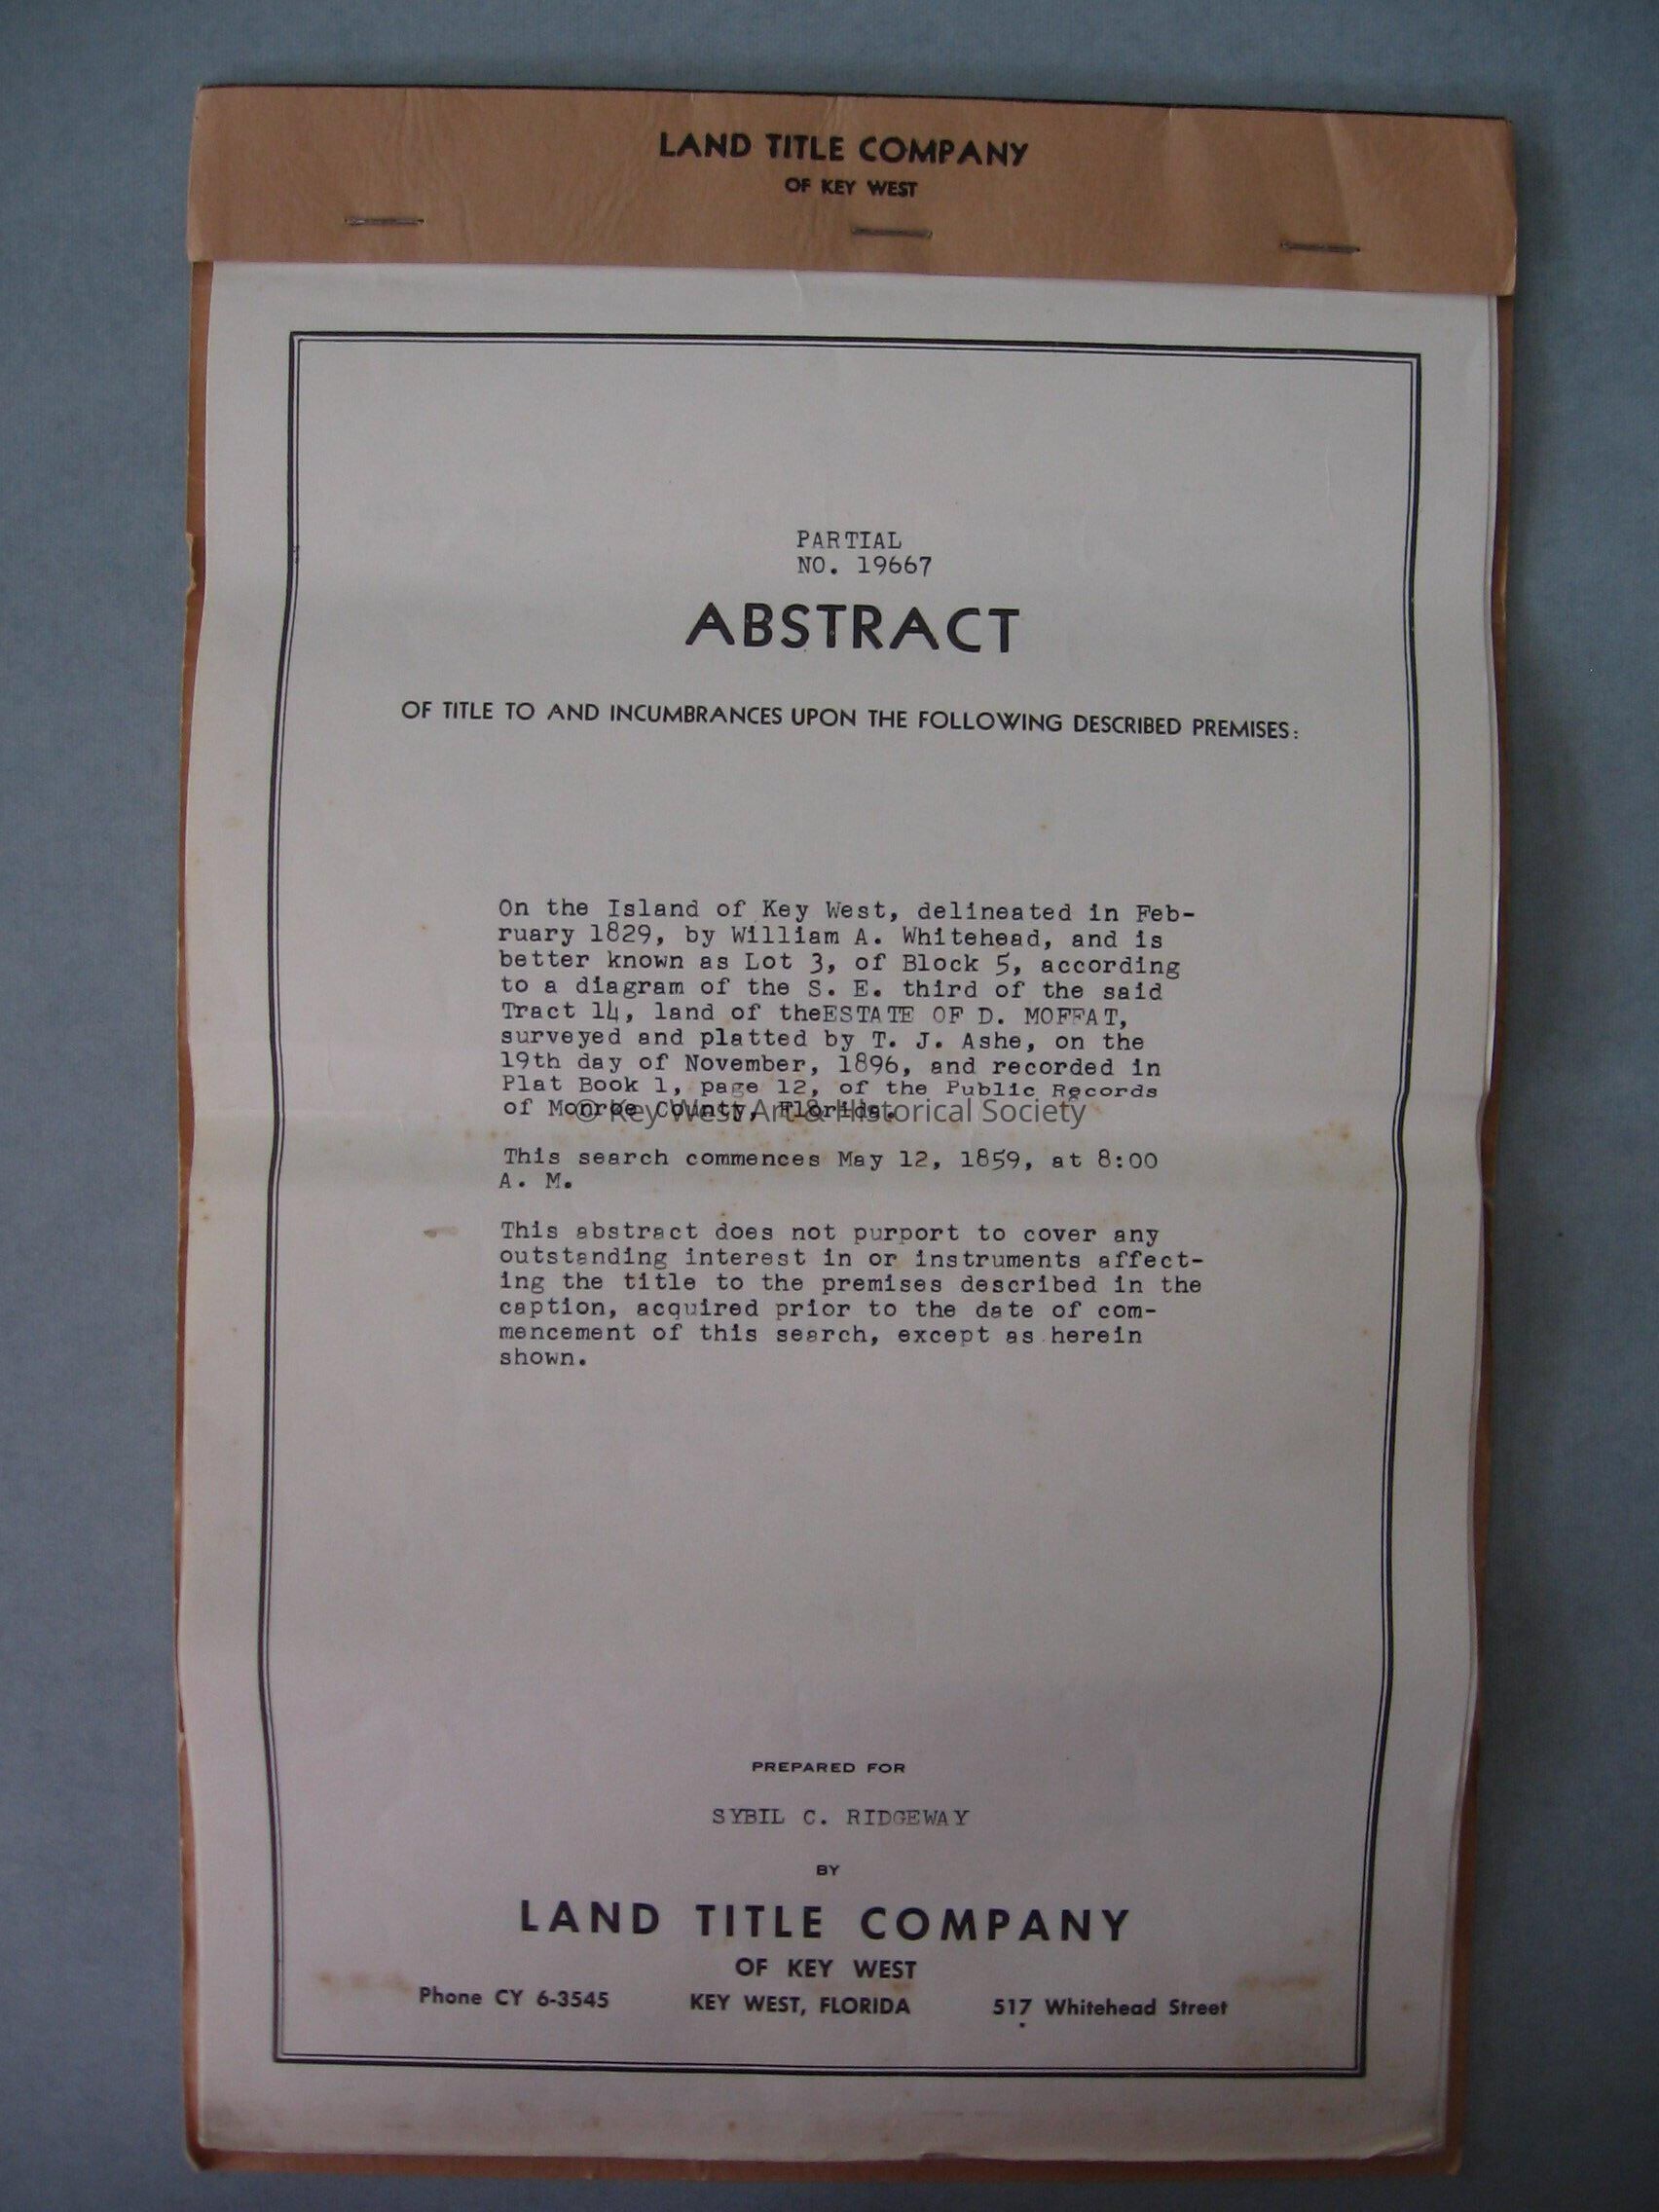 LAND TITLE COMPANY
OF KEY WEST
PARTIAL
NO. 19667
ABSTRACT
OF TITLE TO AND INCUMBRANCES UPON THE FOLLOWING DESCRIBED PREMISES:
On the Island of Key West, delineated in Feb-
ruary 1829, by William A. Whitehead, and is
better known as Lot 3, of Block 5, according
to a diagram of the S. E. third of the said
Tract 14, land of theESTATE OF D. MOFFAT,
surveyed and platted by T. J. Ashe, on the
19th day of November, 1896, and recorded in
Plat Book 1, page 12, of the Public Records
of Monroe County, Florida.
© Key West Art & Historical Society
This search commences May 12, 1859, at 8:00
A. M.
This abstract does not purport to cover any
outstanding interest in or instruments affect-
ing the title to the premises described in the
caption, acquired prior to the date of com-
mencement of this search, except as herein
shown.
PREPARED FOR
SYBIL C. RIDGEWAY
BY
LAND TITLE COMPANY
OF KEY WEST
Phone CY 6-3545 KEY WEST, FLORIDA 517 Whitehead Street